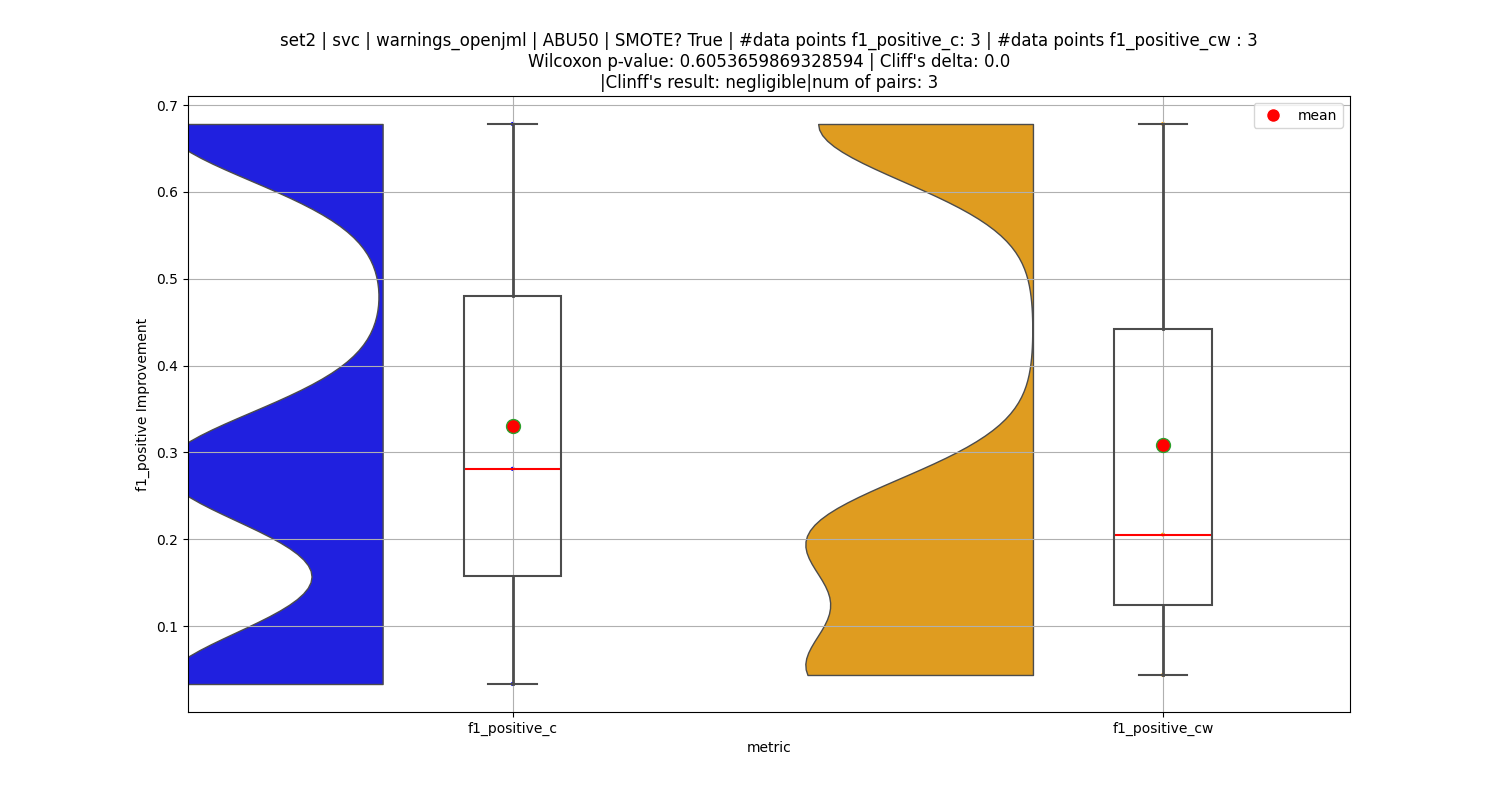 set2 | svc | warnings_openjml | ABU50 | SMOTE? True | #data points f1_positive_c: 3 | #data points f1_positive_cw : 3
Wilcoxon p-value: 0.6053659869328594 | Cliff's delta: 0.0
|Clinff's result: negligible|num of pairs: 3
mean
0.7
0.6
0.5
0.4
0.3
0.2
0.1
f1_positive Improvement
f1_positive_c
f1_positive_cw
metric